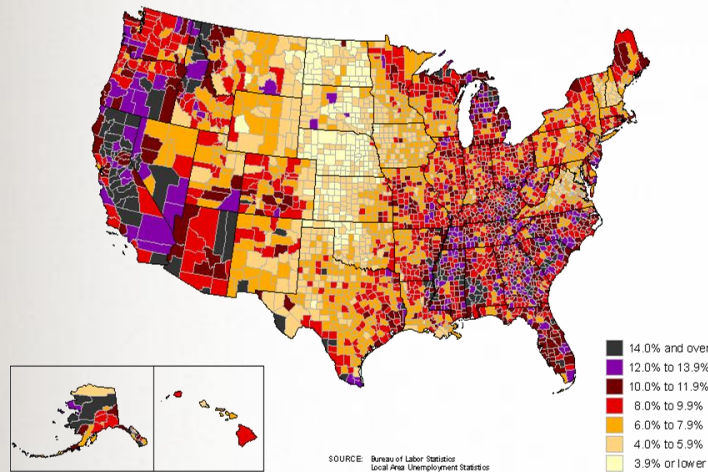 14.0% and over
12.0% to 13.9%
10.0% to 11.9%
8.0% to 9.9%
6.0% to 7.9%
4.0% to 5.9%
3.9% or lower
SOURCE: Bureau of Labor Statistics
Local Area Unemployment Statistics